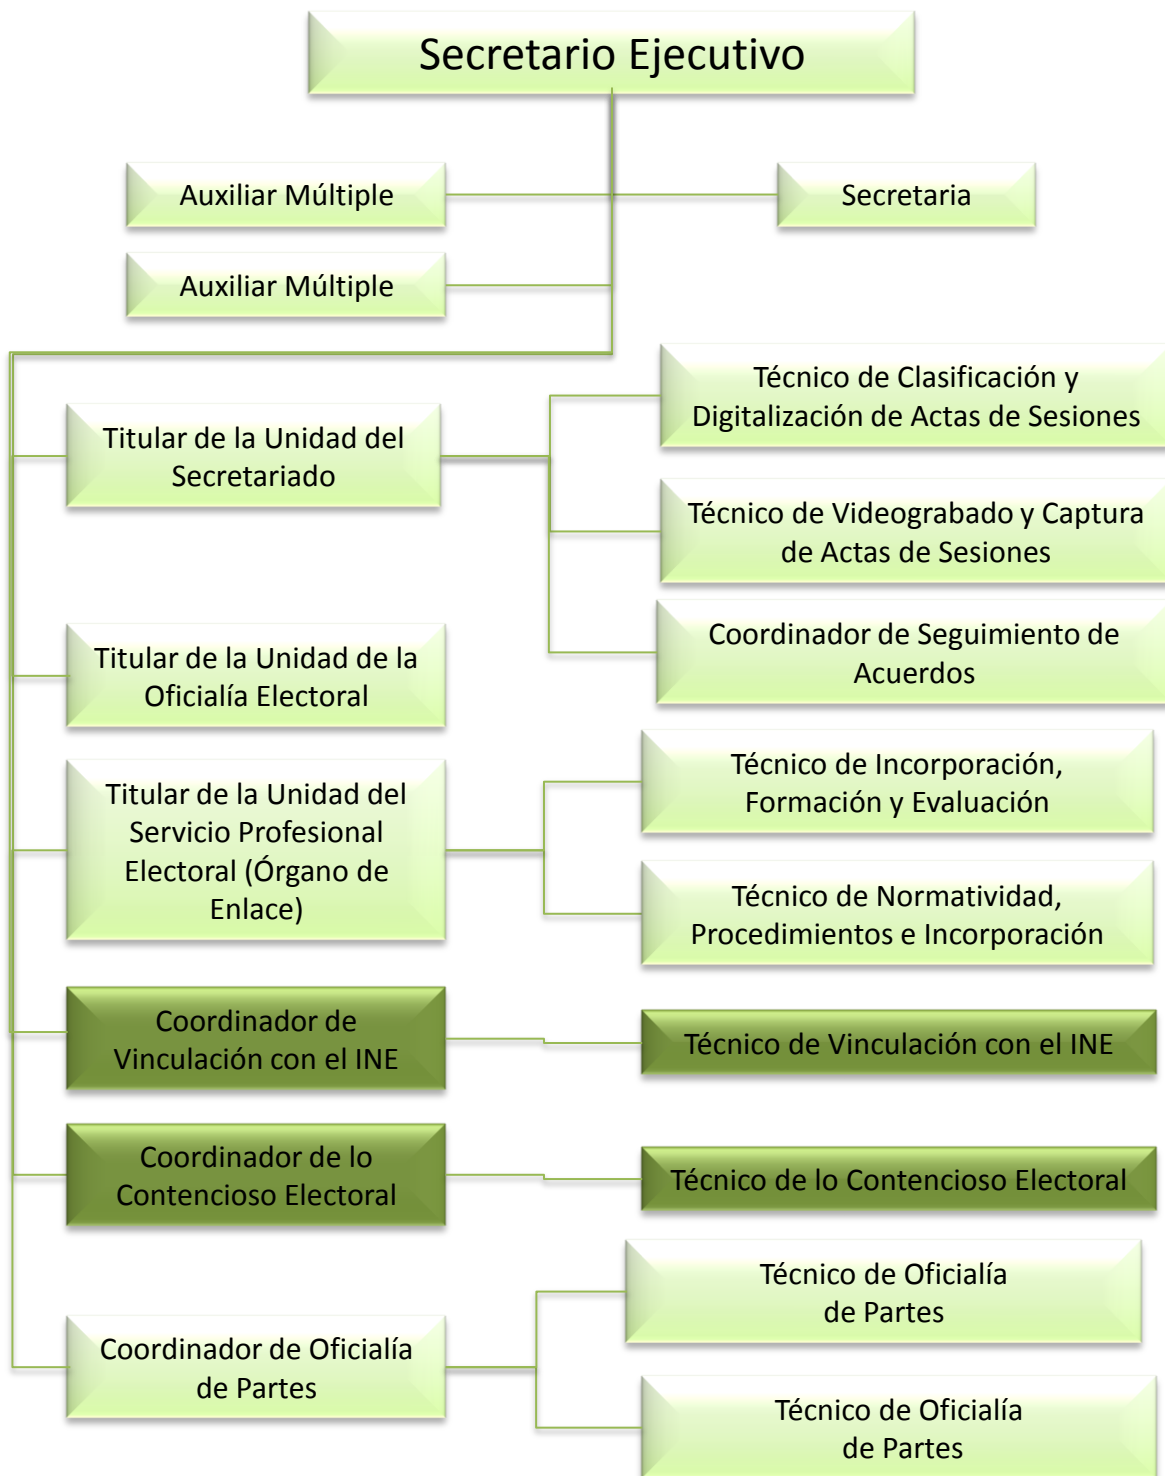 Secretario Ejecutivo
Auxiliar Múltiple
Secretaria
Auxiliar Múltiple
Titular de la Unidad del
Secretariado
Técnico de Clasificación y
Digitalización de Actas de Sesiones
Técnico de Videograbado y Captura
de Actas de Sesiones
Coordinador de Seguimiento de
Acuerdos
Titular de la Unidad de la
Oficialía Electoral
Titular de la Unidad del
Servicio Profesional
Electoral (Órgano de
Enlace)
Técnico de Incorporación,
Formación y Evaluación
Técnico de Normatividad,
Procedimientos e Incorporación
Coordinador de
Vinculación con el INE
Técnico de Vinculación con el INE
Coordinador de lo
Contencioso Electoral
Técnico de lo Contencioso Electoral
Coordinador de Oficialía
de Partes
Técnico de Oficialía
de Partes
Técnico de Oficialía
de Partes